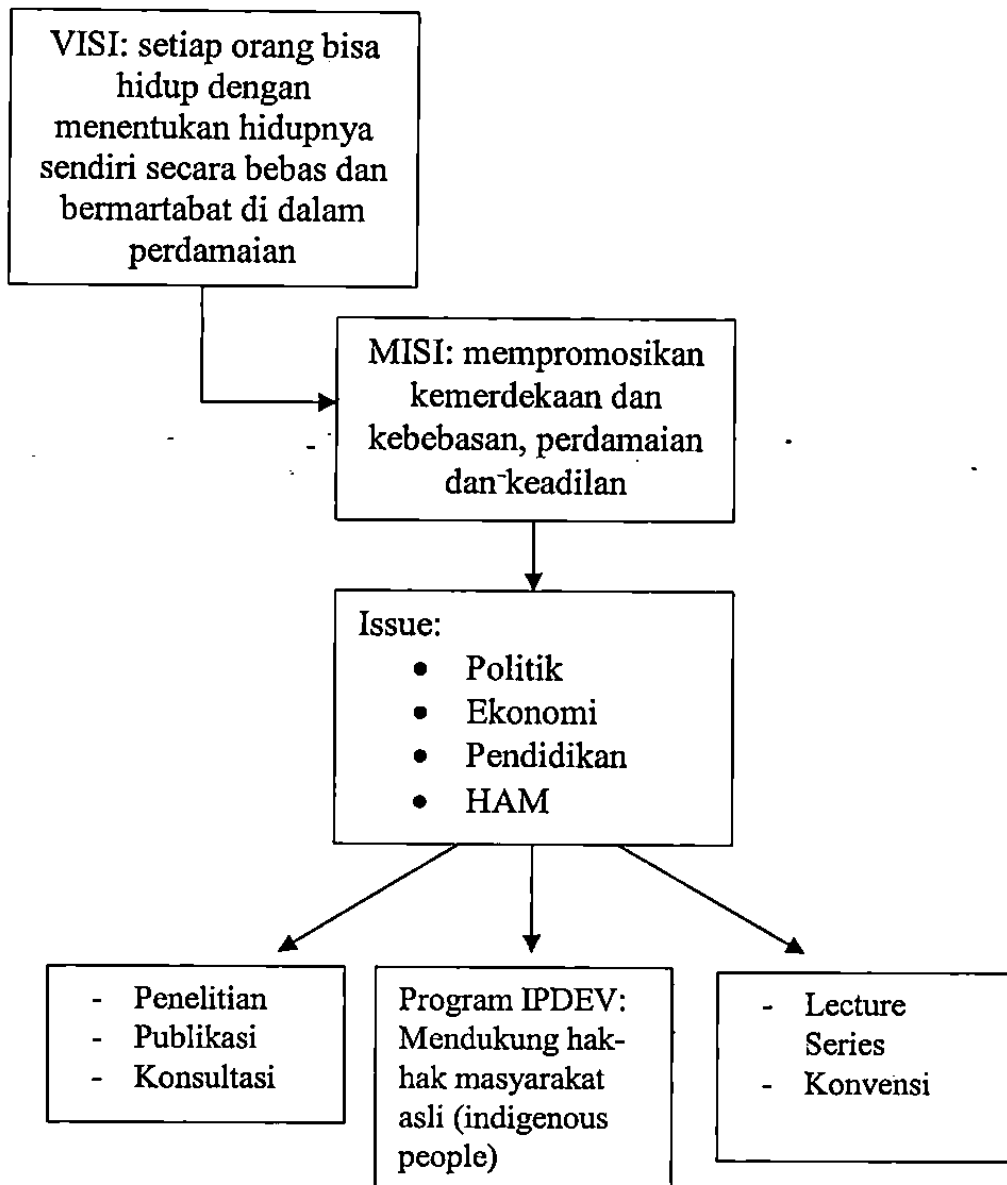 VISI: setiap orang bisa
hidup dengan
menentukan hidupnya
sendiri secara bebas dan
bermartabat di dalam
perdamaian
MISI: mempromosikan
kemerdekaan dan
kebebasan, perdamaian
dan keadilan
Issue:
• Politik
• Ekonomi
• Pendidikan
• HAM
- Penelitian
- Publikasi
- Konsultasi
Program IPDEV:
Mendukung hak-
hak masyarakat
asli (indigenous
people)
- Lecture
Series
- Konvensi